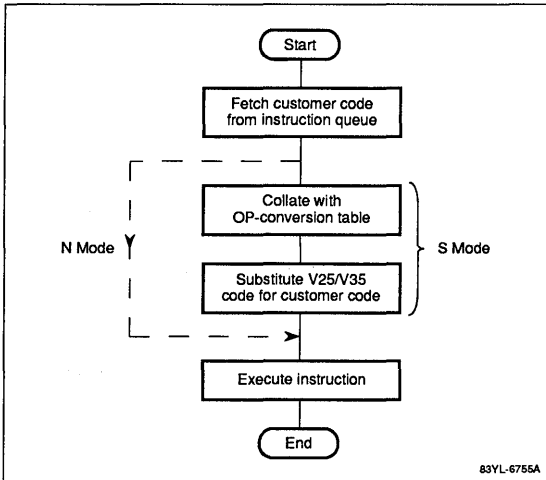 Start
Fetch customer code
from instruction queue
Collate with
OP-conversion table
N Mode
S Mode
Substitute V25/V35
code for customer code
Execute instruction
End
83YL-6755A